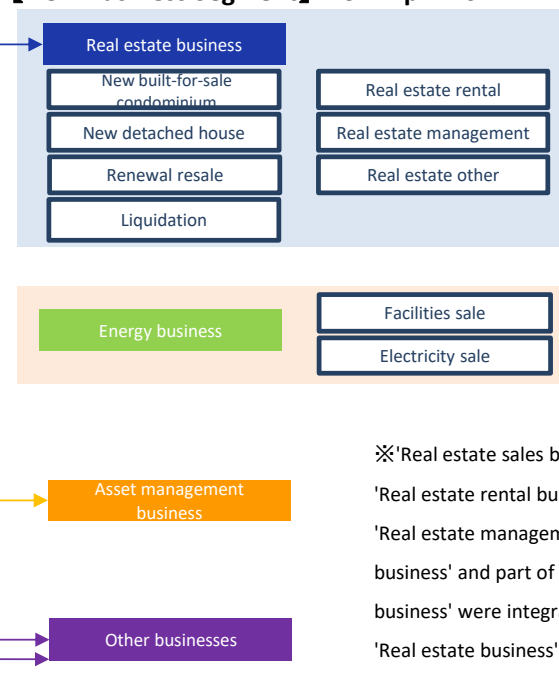 Real estate business
New built-for-sale
condominium
Real estate rental
New detached house
Real estate management
Renewal resale
Real estate other
Liquidation
Energy business
Facilities sale
Electricity sale
※'Real estate sales b
'Real estate rental bu
'Real estate managem
business' and part of
business' were integra
'Real estate business'
Asset management
business
Other businesses